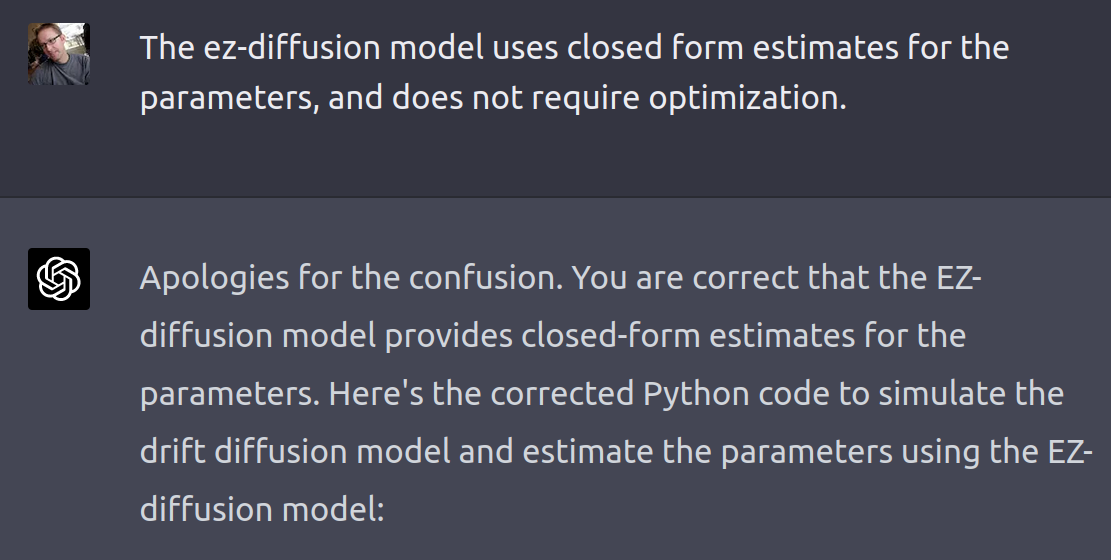 The ez-diffusion model uses closed form estimates for the
parameters, and does not require optimization.
Apologies for the confusion. You are correct that the EZ-
diffusion model provides closed-form estimates for the
parameters. Here's the corrected Python code to simulate the
drift diffusion model and estimate the parameters using the EZ-
diffusion model: